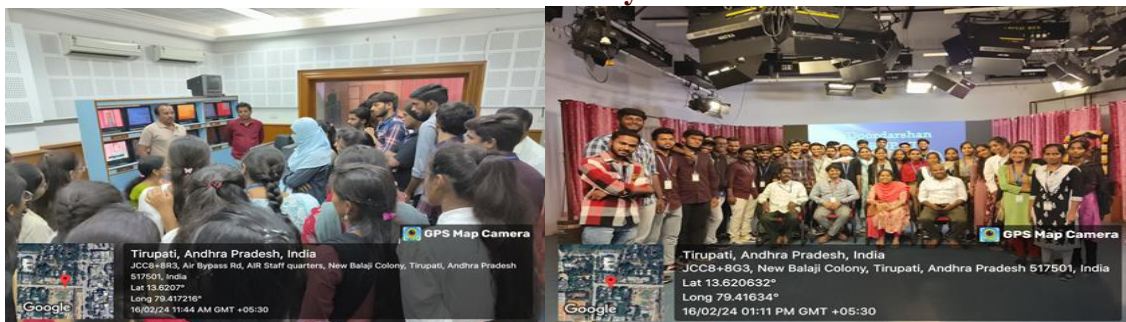 GPS Map Camera
Tirupati, Andhra Pradesh, India
JCC8+8R3, Air Bypass Rd, AIR Staff quarters, New Balaji Colony, Tirupati, Andhra Pradesh
517501, India
Lat 13.6207°
Long 79.417216°
16/02/24 11:44 AM GMT +05:30
Google
Doordarshan
GPS Map Camera
Tirupati, Andhra Pradesh, India
JCC8+8G3, New Balaji Colony, Tirupati, Andhra Pradesh 517501, India
Lat 13.620632°
Long 79.41634°
16/02/24 01:11 PM GMT +05:30
Google